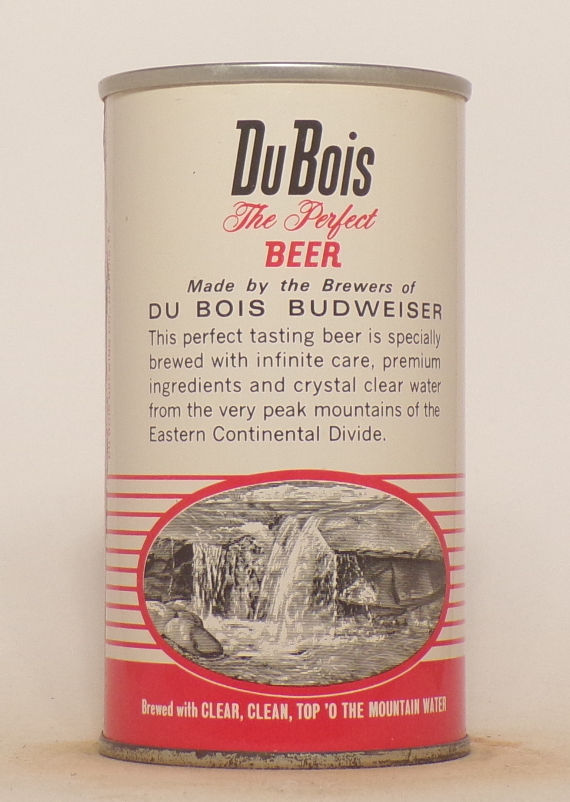 Du Bois
The Perfect
BEER
Made by the Brewers of
DU BOIS BUDWEISER
This perfect tasting beer is specially
brewed with infinite care, premium
ingredients and crystal clear water
from the very peak mountains of the
Eastern Continental Divide.
Brewed with CLEAR, CLEAN, TOP 'O THE MOUNTAIN WATER